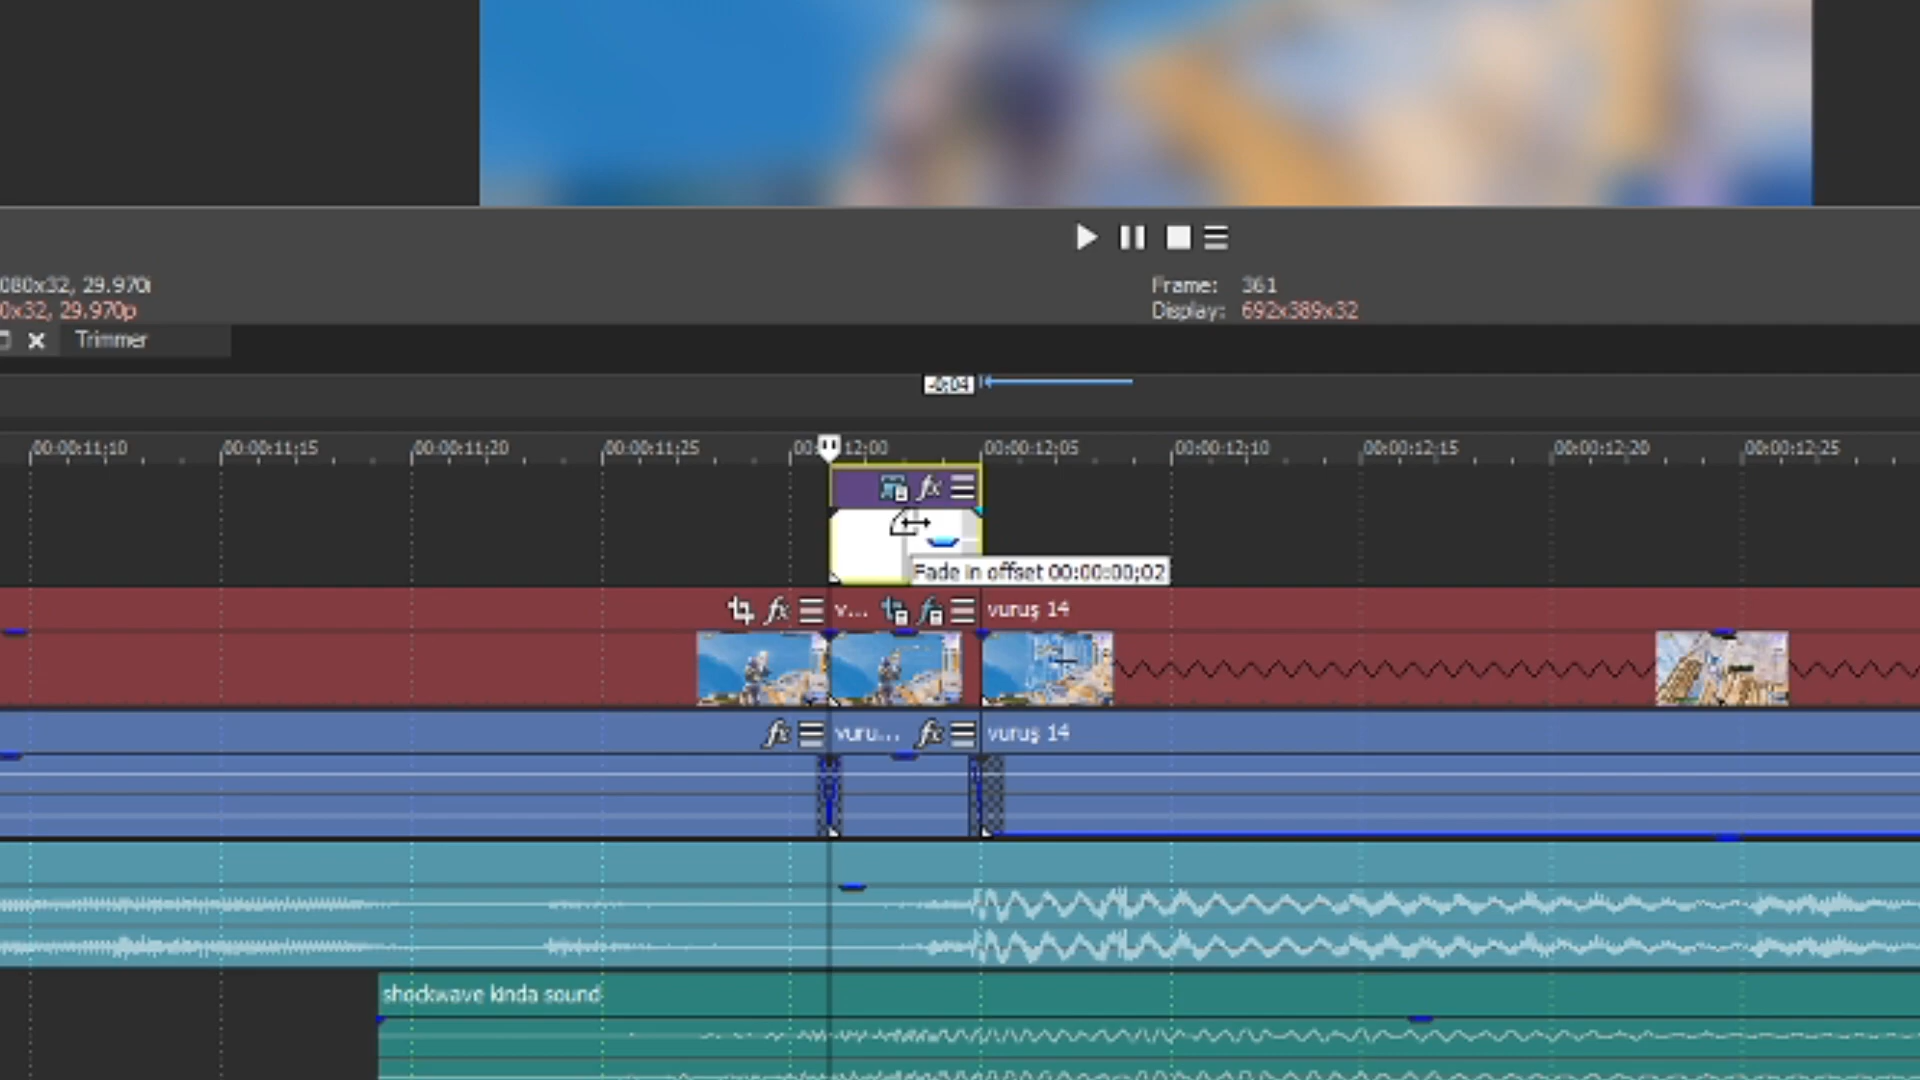 080x32, 29.970i
0x32, 29.970p
Frame: 361
Display: 692x389x32
Trimmer
00:00:11;10 00:00:11;15 00:00:11;20 00:00:11;25 12:00 00:00:12;05 00:00:12;10 00:00:12;15 00:00:12;20 00:00:12;25
fx
Fade in offset 00:00:00;02
fx v... fx vuruş 14
fx vuru... fx vuruş 14
shockwave kinda sound